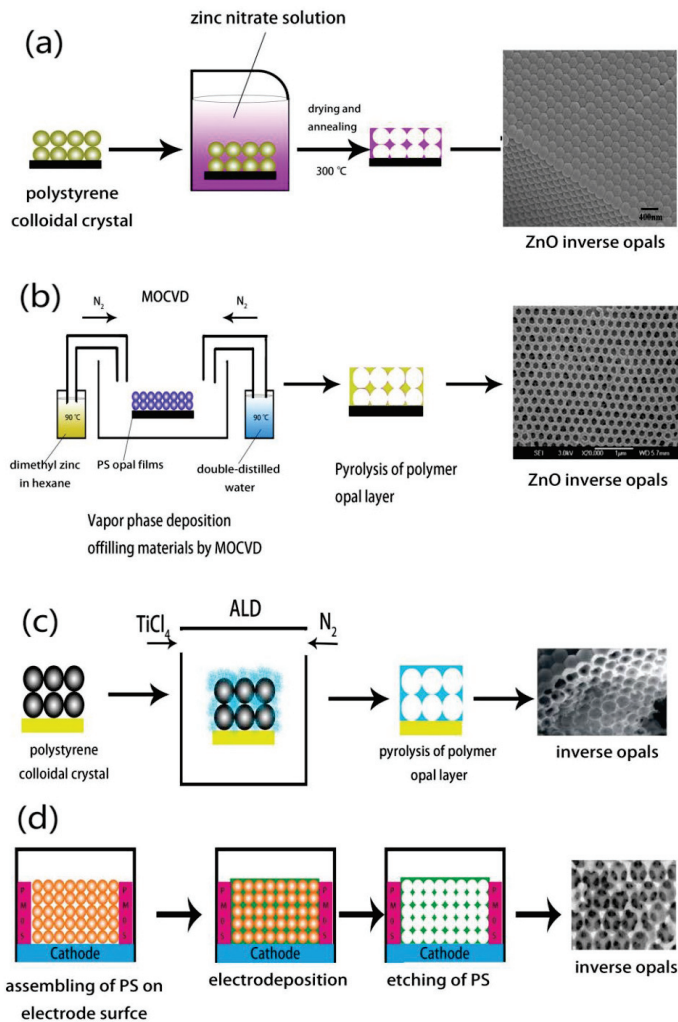 (a)
zinc nitrate solution
polystyrene
colloidal crystal
drying and
annealing
300 ℃
400nm
ZnO inverse opals
(b)
MOCVD
N2
N2
90 ℃
90 ℃
dimethyl zinc
in hexane
PS opal films
double-distilled
water
Vapor phase deposition
offilling materials by MOCVD
Pyrolysis of polymer
opal layer
SEI 3.0kV X20,000 1μm WD 5.7mm
ZnO inverse opals
(c)
ALD
TiCl4
N2
polystyrene
colloidal crystal
pyrolysis of polymer
opal layer
inverse opals
(d)
P
P
P
P
Cathode
Cathode
Cathode
assembling of PS on
electrode surfce
electrodeposition
etching of PS
inverse opals